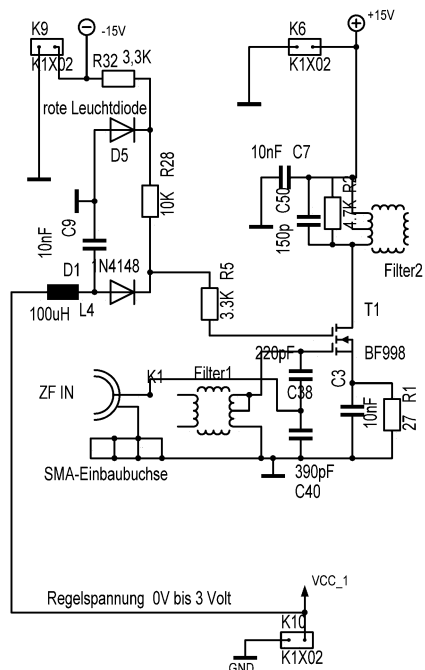 K9
-15V
K1X02
R32
3,3K
rote Leuchtdiode
D5
R28
10K
10nF
C9
D1
1N4148
100uH
L4
K6
+15V
K1X02
10nF
C7
C50
150p
4.7K
Filter2
R5
3.3K
T1
BF998
220pF
C38
C3
10nF
R1
27
ZF IN
K1
Filter1
SMA-Einbaubuchse
390pF
C40
Regelspannung 0V bis 3 Volt
VCC_1
K10
K1X02
GND